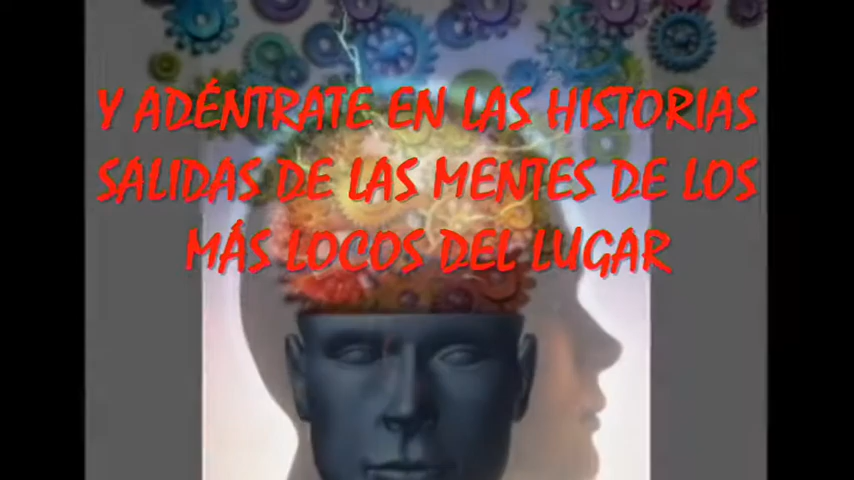 Y ADÉNTRATE EN LAS HISTORIAS
SALIDAS DE LAS MENTES DE LOS
MÁS LOCOS DEL LUGAR